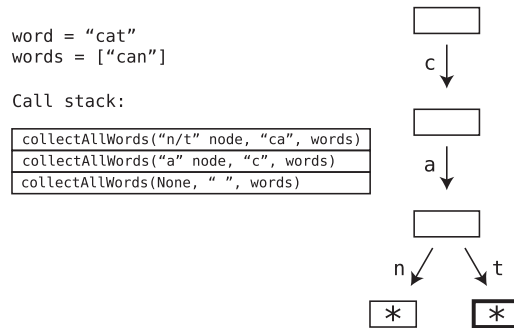 word = “cat”
words = [“can”]
Call stack:
collectAllWords(“n/t” node, “ca”, words)
collectAllWords(“a” node, “c”, words)
collectAllWords(None, “ ”, words)
c
a
n t
* *